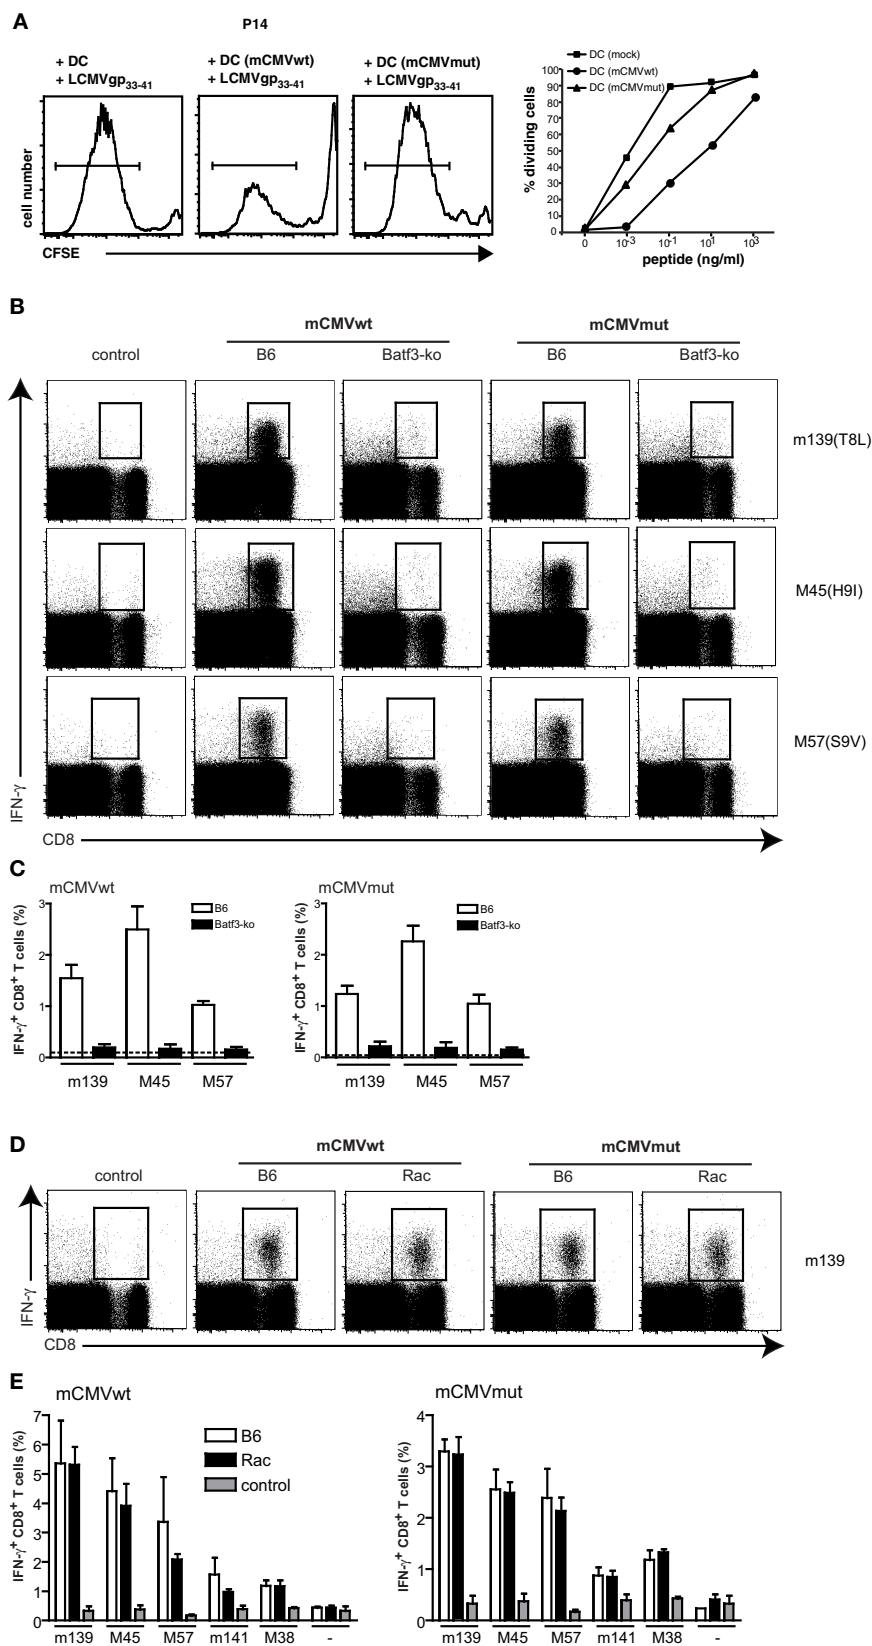 A
P14
+ DC
+ LCMVgp33-41
+ DC (mCMVwt)
+ LCMVgp33-41
+ DC (mCMVmut)
+ LCMVgp33-41
cell number
CFSE
DC (mock)
DC (mCMVwt)
DC (mCMVmut)
% dividing cells
100
90
80
70
60
50
40
30
20
10
0
0 10-3 10-1 101 103
peptide (ng/ml)
B
mCMVwt mCMVmut
control B6 Batf3-ko B6 Batf3-ko
m139(T8L)
M45(H9I)
M57(S9V)
IFN-γ
CD8
C
mCMVwt
B6
Batf3-ko
IFN-γ+ CD8+ T cells (%)
3
2
1
0
m139 M45 M57
mCMVmut
B6
Batf3-ko
IFN-γ+ CD8+ T cells (%)
3
2
1
0
m139 M45 M57
D
mCMVwt mCMVmut
control B6 Rac B6 Rac
m139
IFN-γ
CD8
E
mCMVwt
B6
Rac
control
IFN-γ+ CD8+ T cells (%)
7
6
5
4
3
2
1
0
m139 M45 M57 m141 M38 -
mCMVmut
IFN-γ+ CD8+ T cells (%)
4
3
2
1
0
m139 M45 M57 m141 M38 -